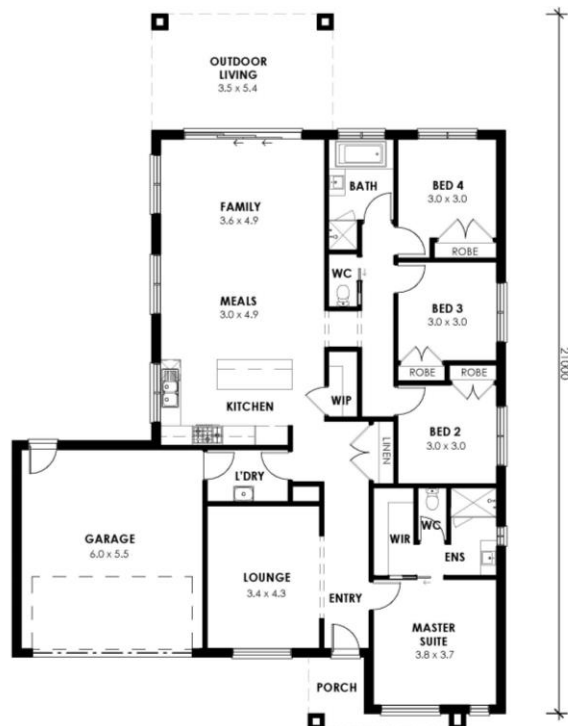 OUTDOOR
LIVING
3.5 x 5.4
BATH
BED 4
3.0 x 3.0
FAMILY
3.6 x 4.9
ROBE
WC
MEALS
3.0 x 4.9
BED 3
3.0 x 3.0
ROBE
ROBE
WIP
KITCHEN
BED 2
3.0 x 3.0
LINEN
L'DRY
GARAGE
6.0 x 5.5
WIR
WC
ENS
LOUNGE
3.4 x 4.3
ENTRY
MASTER
SUITE
3.8 x 3.7
PORCH
21000